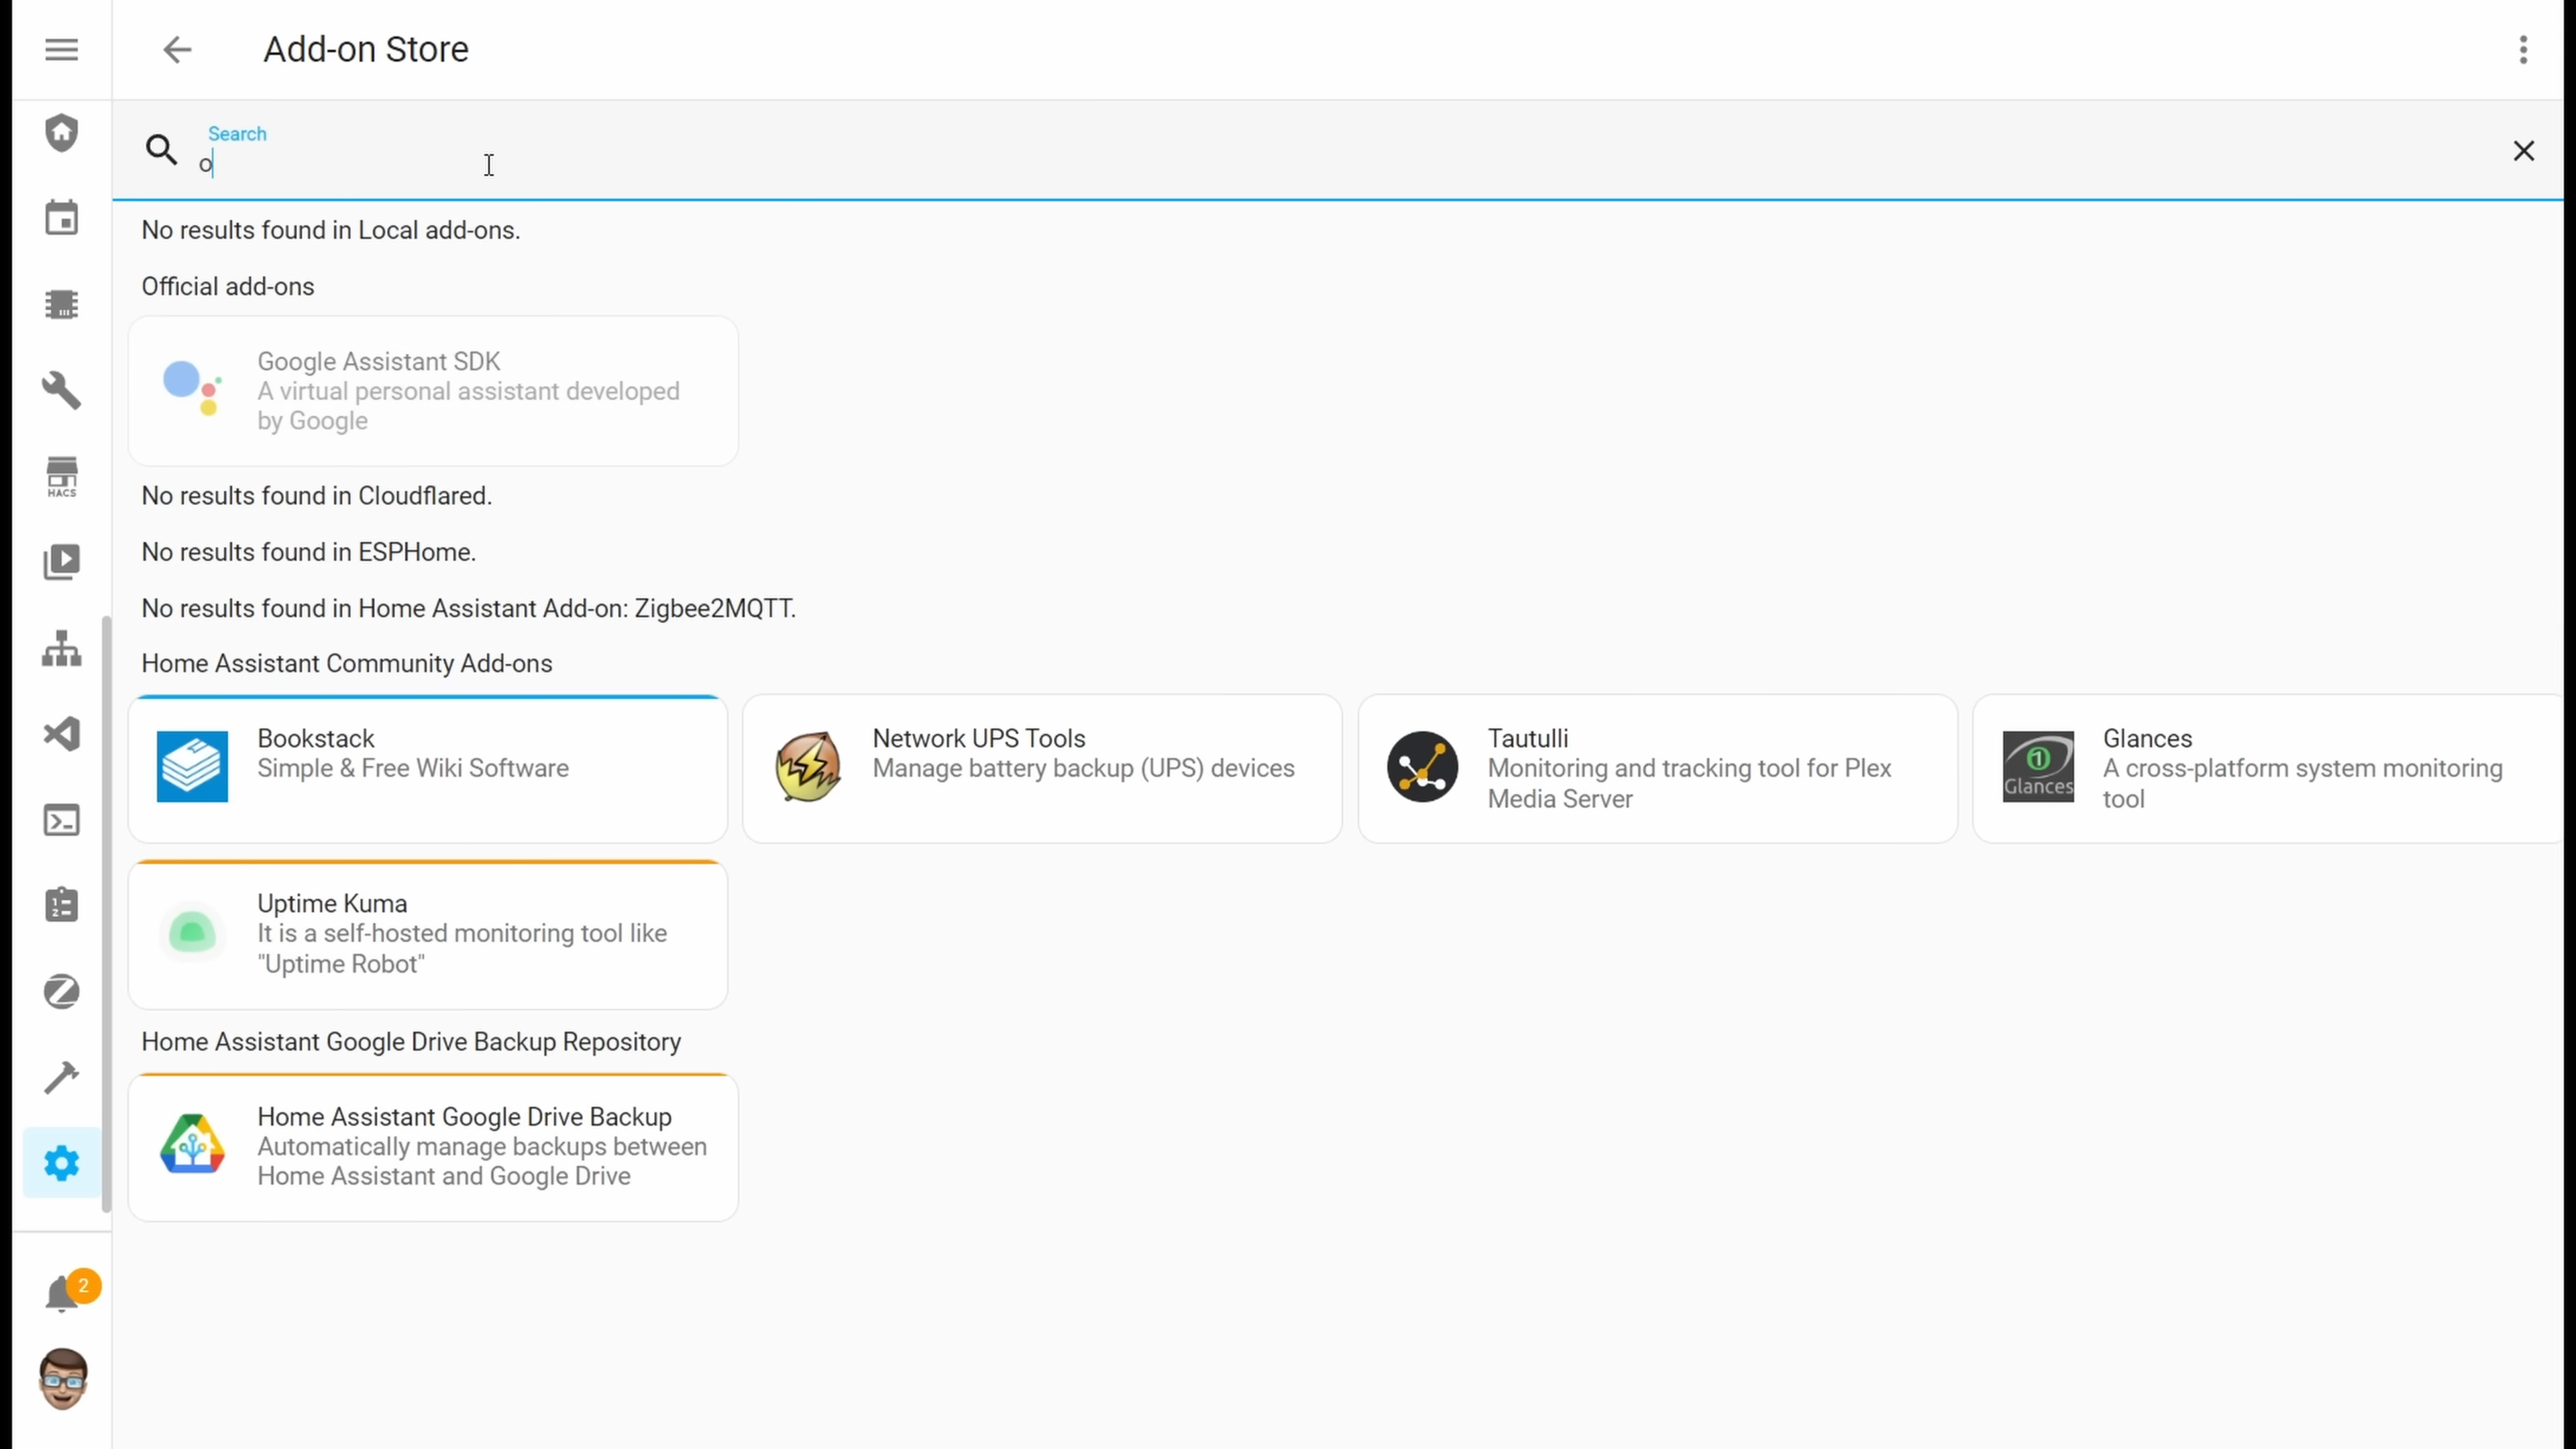 Add-on Store
Search
o
No results found in Local add-ons.
Official add-ons
Google Assistant SDK
A virtual personal assistant developed
by Google
No results found in Cloudflared.
HACS
No results found in ESPHome.
No results found in Home Assistant Add-on: Zigbee2MQTT.
Home Assistant Community Add-ons
Bookstack
Simple & Free Wiki Software
Network UPS Tools
Manage battery backup (UPS) devices
Tautulli
Monitoring and tracking tool for Plex
Media Server
Glances
Glances
A cross-platform system monitoring
tool
Uptime Kuma
It is a self-hosted monitoring tool like
"Uptime Robot"
Home Assistant Google Drive Backup Repository
Home Assistant Google Drive Backup
Automatically manage backups between
Home Assistant and Google Drive
2